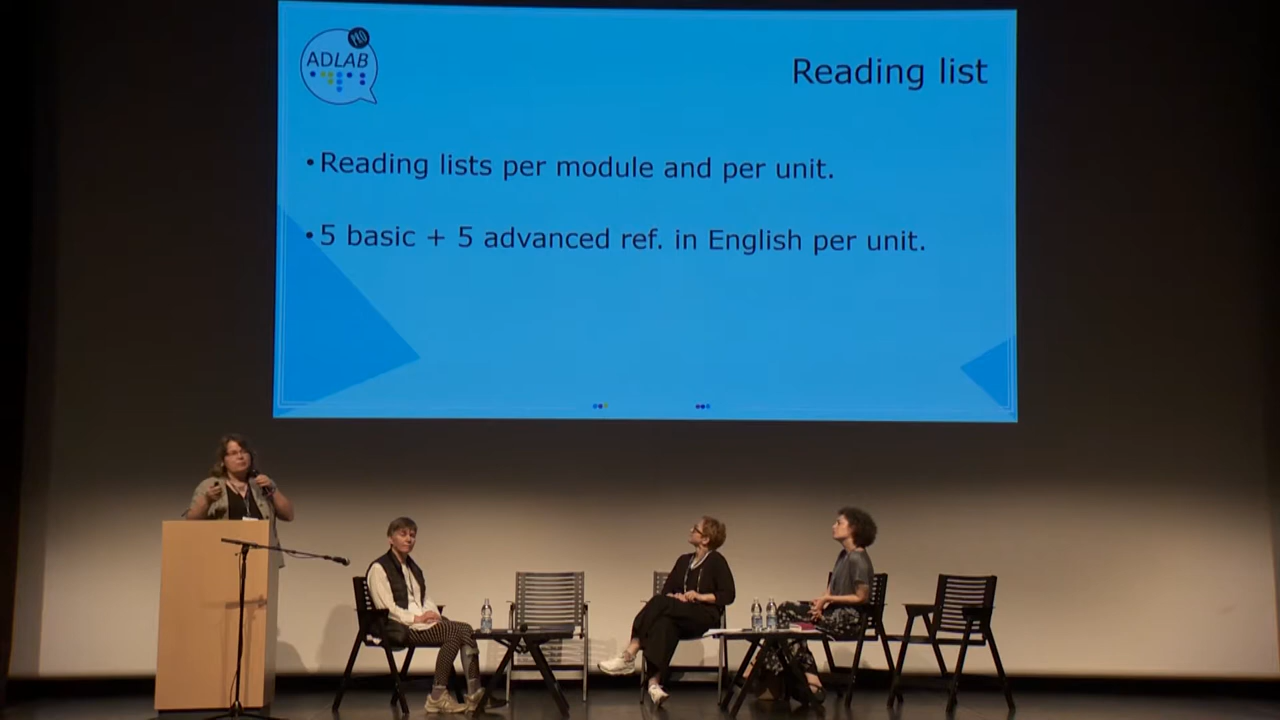 PRO
ADLAB
Reading list
• Reading lists per module and per unit.
• 5 basic + 5 advanced ref. in English per unit.